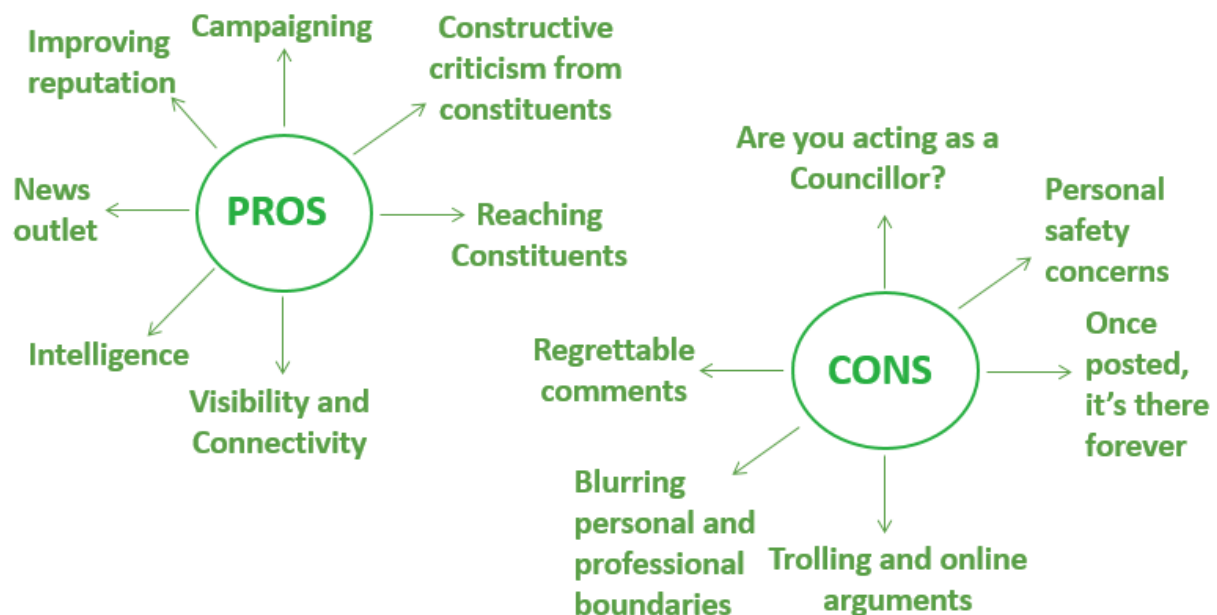 Campaigning
Improving
reputation
Constructive
criticism from
constituents
News
outlet
PROS
Reaching
Constituents
Intelligence
Visibility and
Connectivity
Are you acting as a
Councillor?
Personal
safety
concerns
Regrettable
comments
CONS
Once
posted,
it’s there
forever
Blurring
personal and
professional
boundaries
Trolling and online
arguments